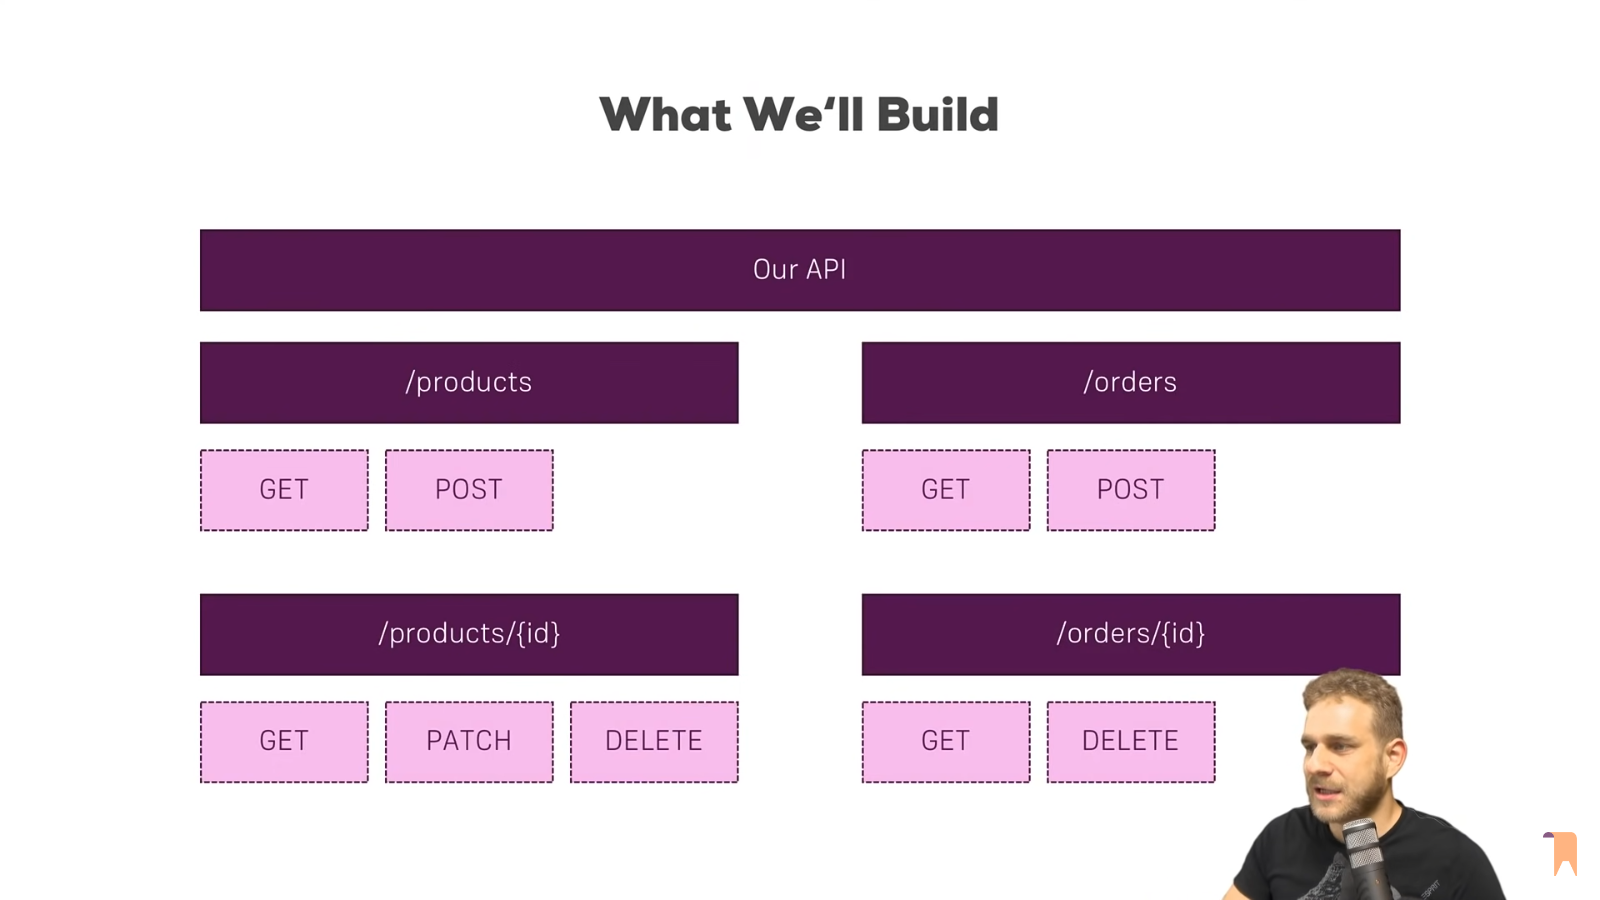 What We‘ll Build
Our API
/products
/orders
GET
POST
GET
POST
/products/{id}
/orders/{id}
GET
PATCH
DELETE
GET
DELETE